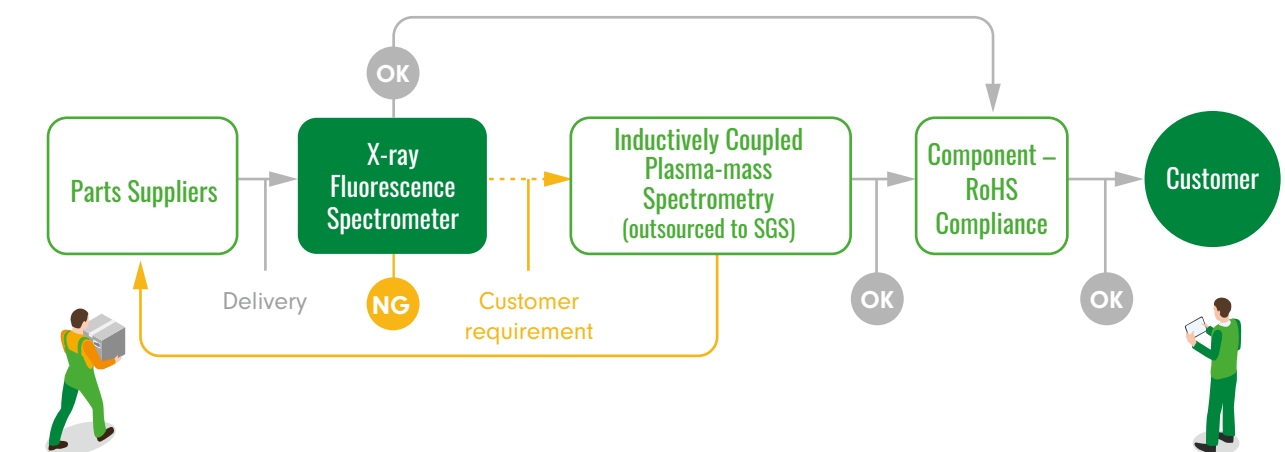 OK
Parts Suppliers
X-ray
Fluorescence
Spectrometer
Inductively Coupled
Plasma-mass
Spectrometry
(outsourced to SGS)
Component –
RoHS
Compliance
Customer
Delivery
NG
Customer
requirement
OK
OK